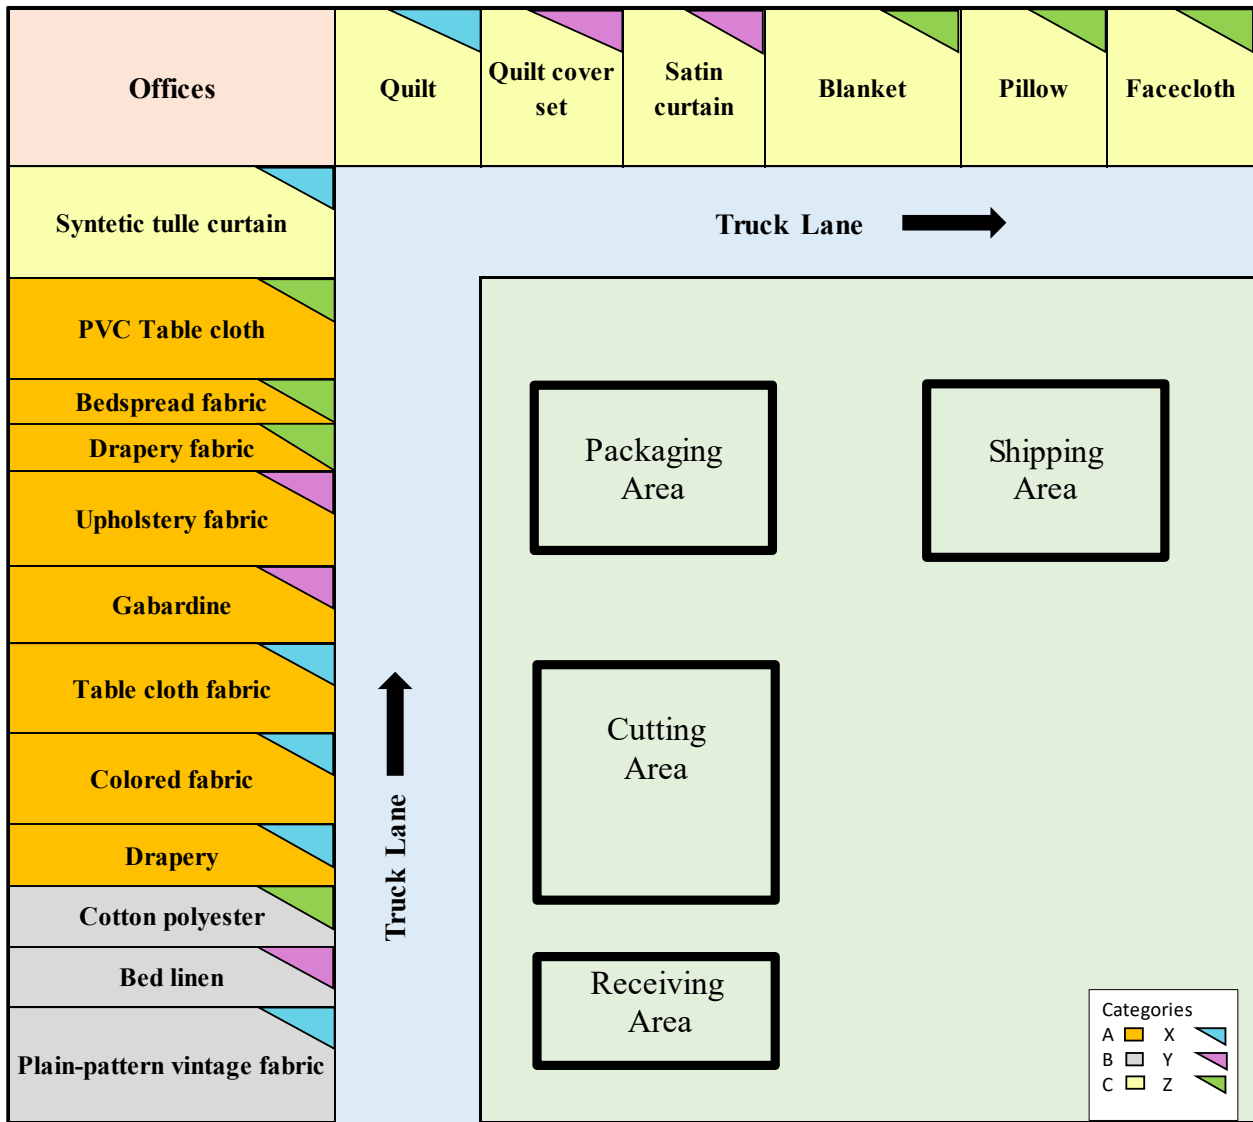 Offices
Quilt
Quilt cover
set
Satin
curtain
Blanket
Pillow
Facecloth
Syntetic tulle curtain
Truck Lane
PVC Table cloth
Bedspread fabric
Drapery fabric
Upholstery fabric
Gabardine
Table cloth fabric
Colored fabric
Drapery
Cotton polyester
Bed linen
Plain-pattern vintage fabric
Truck Lane
Packaging
Area
Shipping
Area
Cutting
Area
Receiving
Area
Categories
A X
B Y
C Z